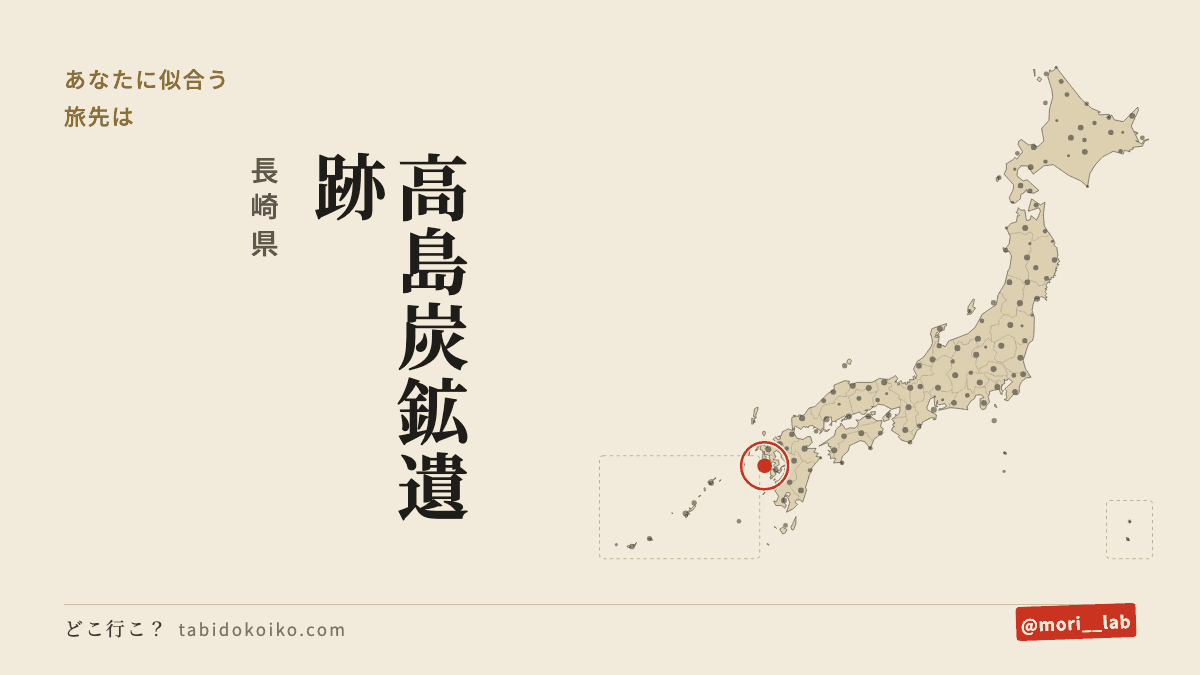 あなたに似合う
旅先は
高島炭鉱遺
跡
長崎県
どこ行こ？ tabidokoiko.com
@mori__lab